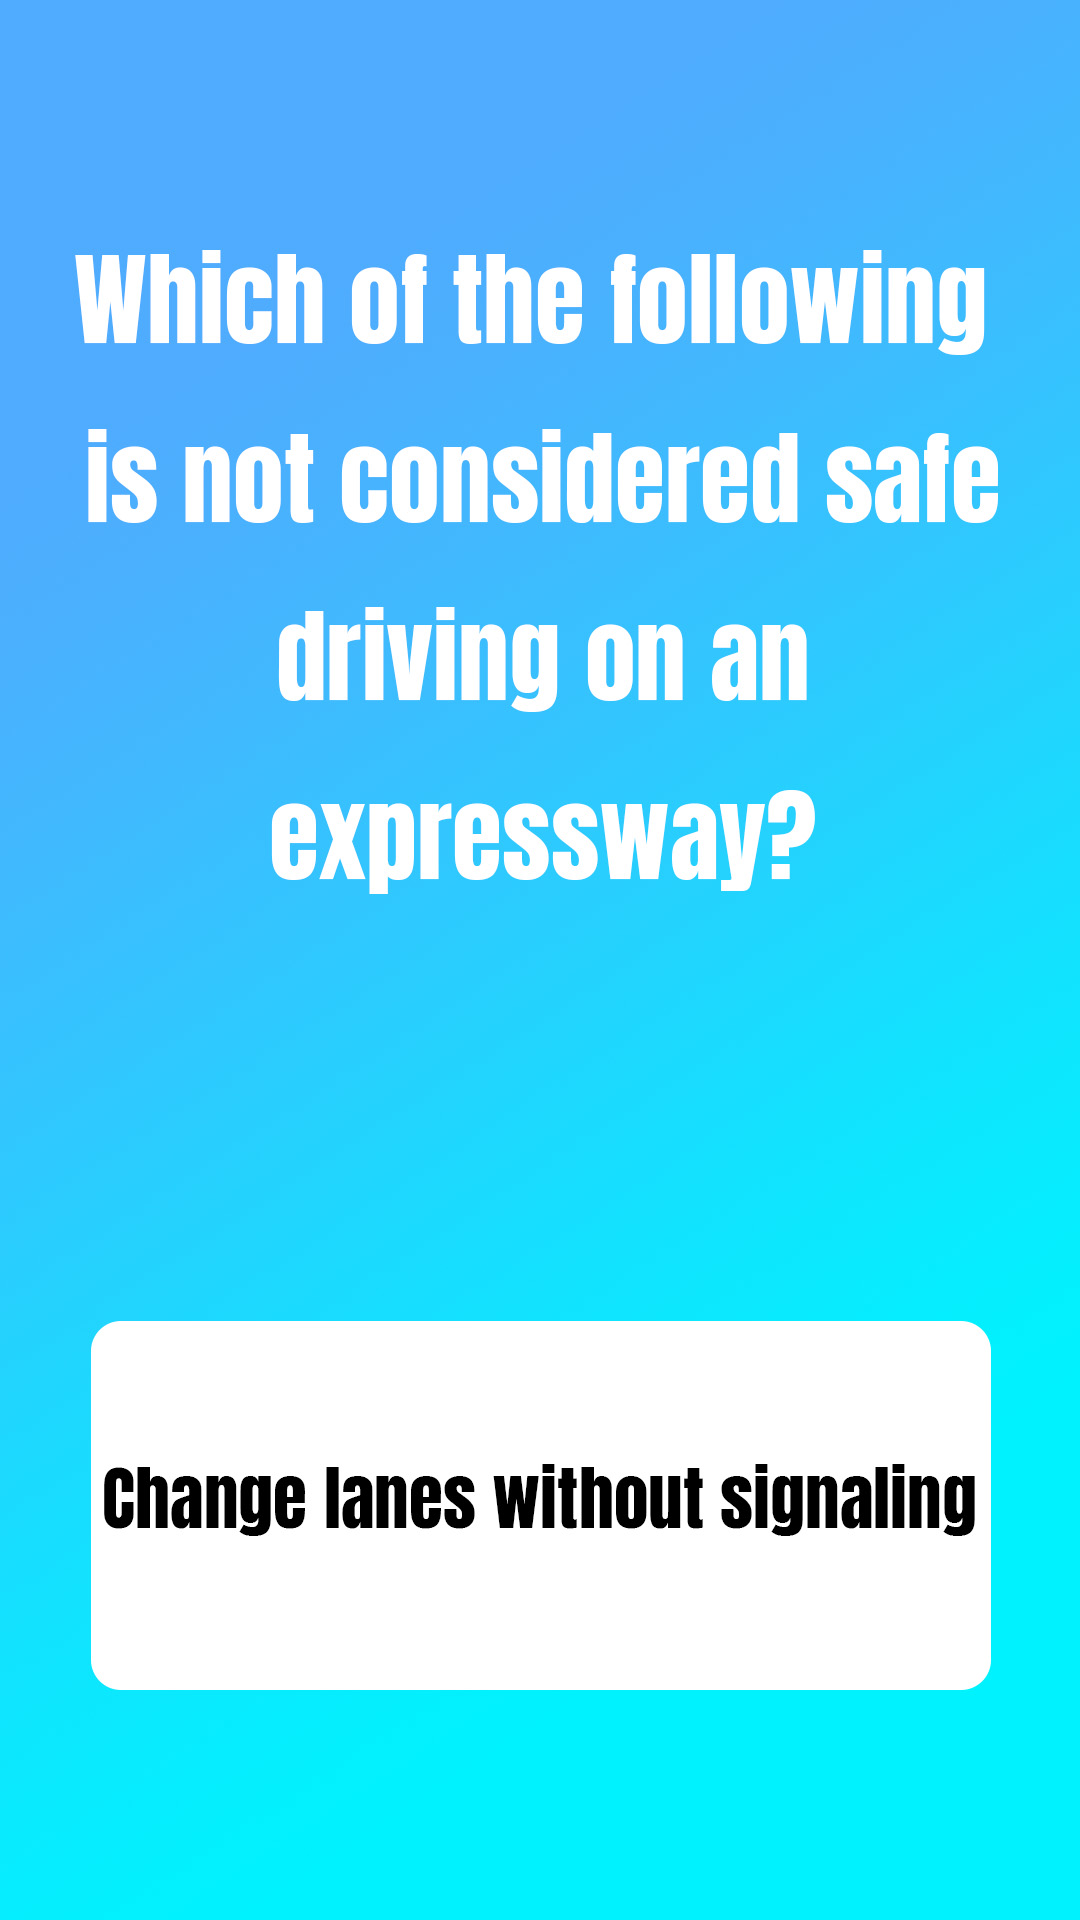 Which of the following
is not considered safe
driving on an
expressway?
Change lanes without signaling